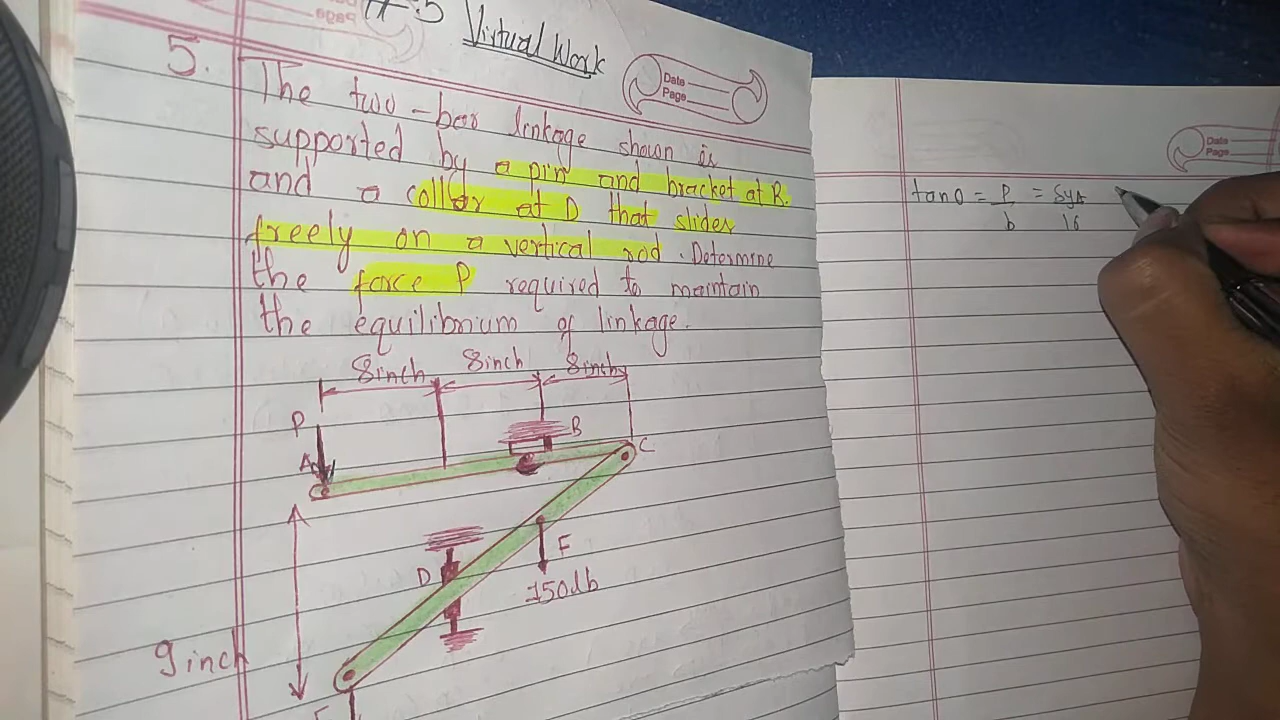 Virtual Work
Date
Page
5.
The two-bar linkage shown is
supported by a pin and bracket at B.
and a collar at D that slides
freely on a vertical rod. Determine
the force P required to maintain
the equilibrium of linkage.
8inch 8inch 8inch
P
B
A
C
F
D
150lb
9inch
Date
Page
tanθ = P/b = δyA/16